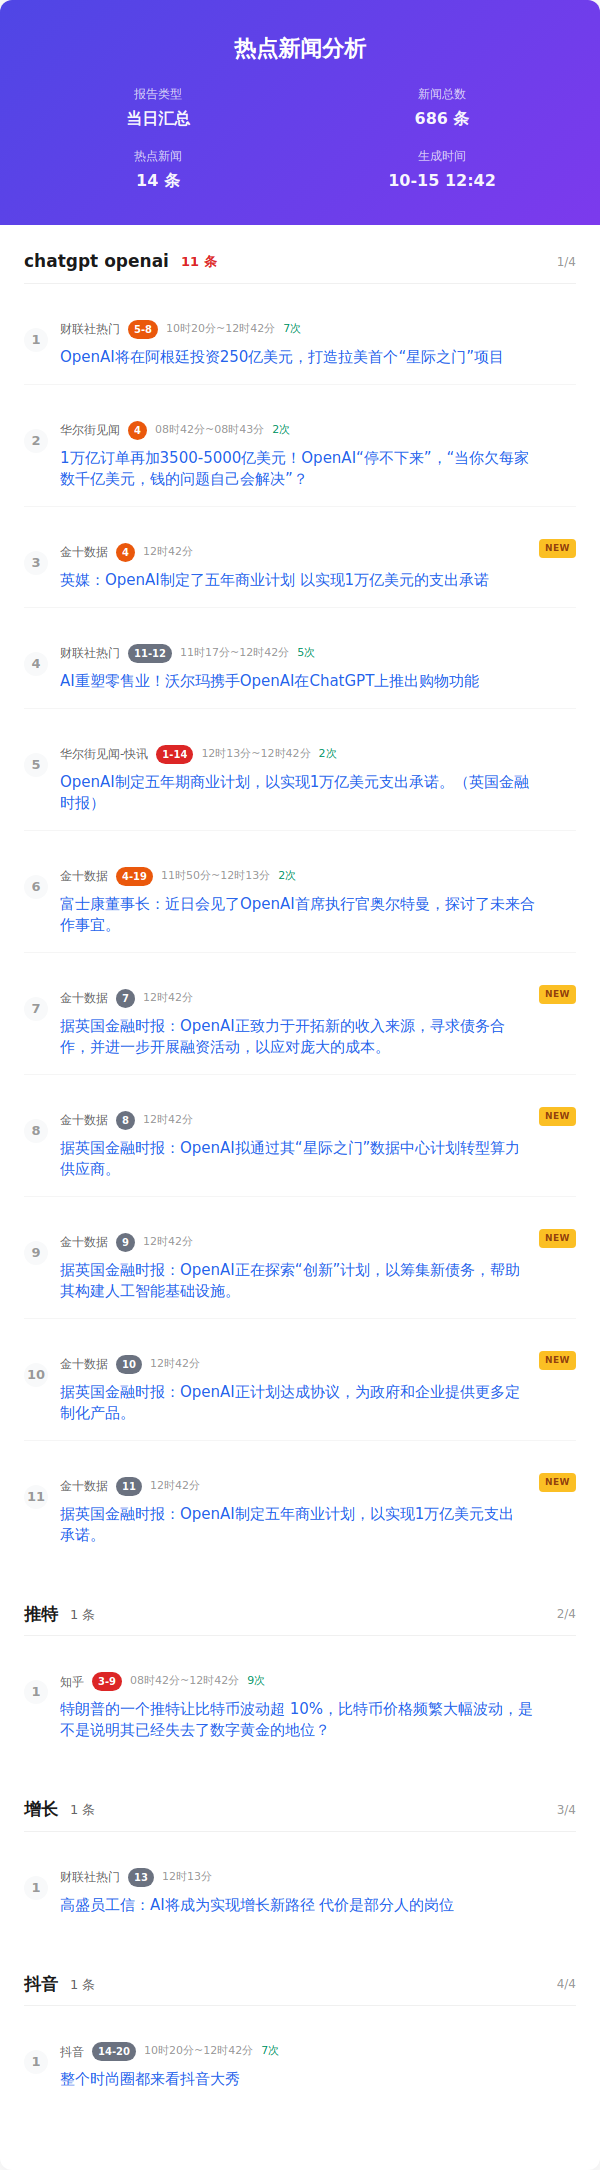 热点新闻分析
报告类型
新闻总数
当日汇总
686 条
热点新闻
生成时间
14 条
10-15 12:42
chatgpt openai 11 条 1/4
1 财联社热门 5-8 10时20分~12时42分 7次
OpenAI将在阿根廷投资250亿美元，打造拉美首个“星际之门”项目
2 华尔街见闻 4 08时42分~08时43分 2次
1万亿订单再加3500-5000亿美元！OpenAI“停不下来”，“当你欠每家
数千亿美元，钱的问题自己会解决”？
3 金十数据 4 12时42分 NEW
英媒：OpenAI制定了五年商业计划 以实现1万亿美元的支出承诺
4 财联社热门 11-12 11时17分~12时42分 5次
AI重塑零售业！沃尔玛携手OpenAI在ChatGPT上推出购物功能
5 华尔街见闻-快讯 1-14 12时13分~12时42分 2次
OpenAI制定五年期商业计划，以实现1万亿美元支出承诺。（英国金融
时报）
6 金十数据 4-19 11时50分~12时13分 2次
富士康董事长：近日会见了OpenAI首席执行官奥尔特曼，探讨了未来合
作事宜。
7 金十数据 7 12时42分 NEW
据英国金融时报：OpenAI正致力于开拓新的收入来源，寻求债务合
作，并进一步开展融资活动，以应对庞大的成本。
8 金十数据 8 12时42分 NEW
据英国金融时报：OpenAI拟通过其“星际之门”数据中心计划转型算力
供应商。
9 金十数据 9 12时42分 NEW
据英国金融时报：OpenAI正在探索“创新”计划，以筹集新债务，帮助
其构建人工智能基础设施。
10 金十数据 10 12时42分 NEW
据英国金融时报：OpenAI正计划达成协议，为政府和企业提供更多定
制化产品。
11 金十数据 11 12时42分 NEW
据英国金融时报：OpenAI制定五年商业计划，以实现1万亿美元支出
承诺。
推特 1 条 2/4
1 知乎 3-9 08时42分~12时42分 9次
特朗普的一个推特让比特币波动超 10%，比特币价格频繁大幅波动，是
不是说明其已经失去了数字黄金的地位？
增长 1 条 3/4
1 财联社热门 13 12时13分
高盛员工信：AI将成为实现增长新路径 代价是部分人的岗位
抖音 1 条 4/4
1 抖音 14-20 10时20分~12时42分 7次
整个时尚圈都来看抖音大秀